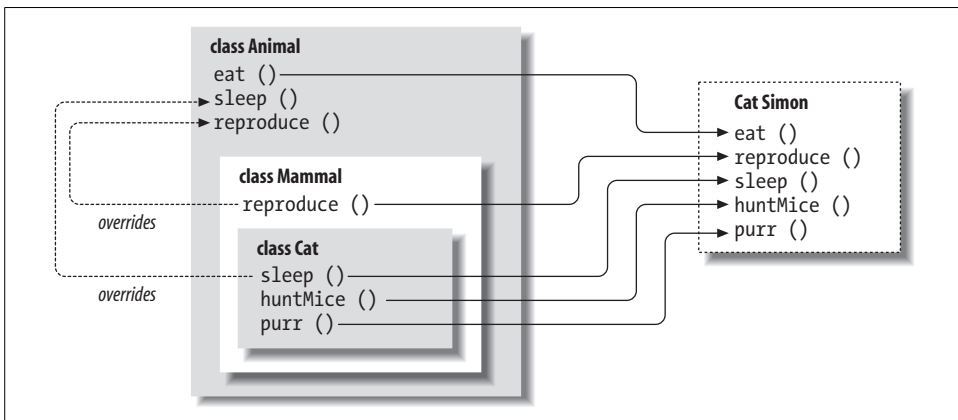 class Animal
eat ()
sleep ()
reproduce ()
class Mammal
reproduce ()
overrides
class Cat
sleep ()
overrides
huntMice ()
purr ()
Cat Simon
eat ()
reproduce ()
sleep ()
huntMice ()
purr ()